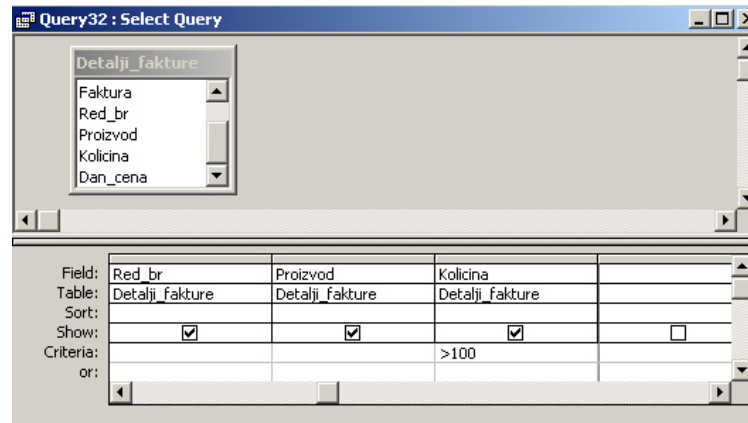 Query32 : Select Query
Detalji_fakture
Faktura
Red_br
Proizvod
Kolicina
Dan_cena
Field: Red_br Proizvod Kolicina
Table: Detalji_fakture Detalji_fakture Detalji_fakture
Sort:
Show:
Criteria: >100
or: